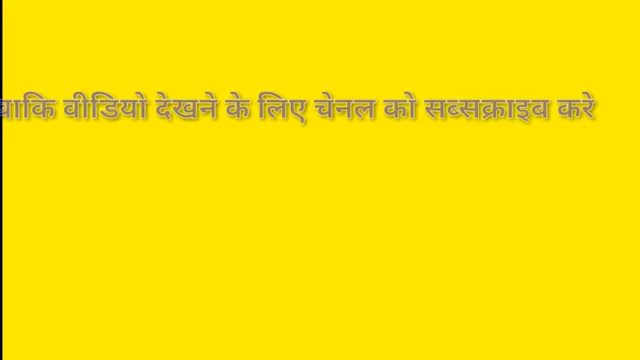 बाकि वीडियो देखने के लिए चेनल को सब्सक्राइब करे